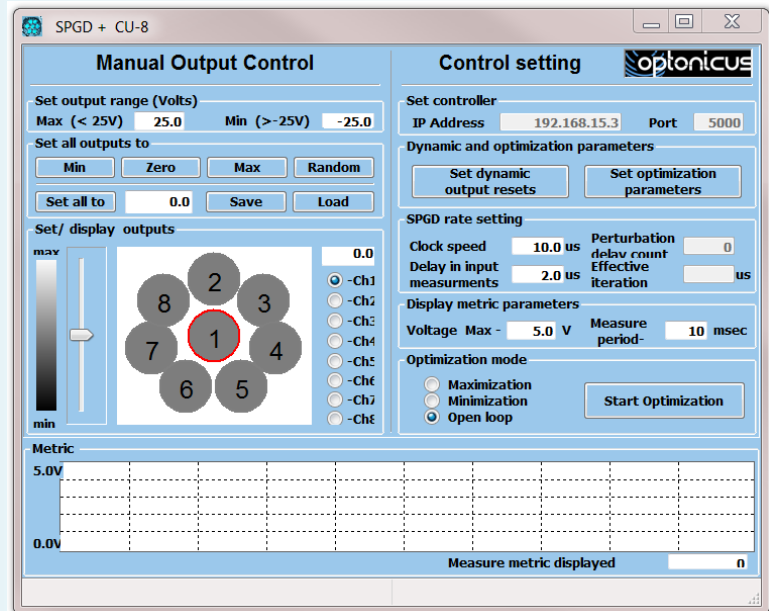 SPGD + CU-8
Manual Output Control
Set output range (Volts)
Max (< 25V) 25.0 Min (>-25V) -25.0
Set all outputs to
Min Zero Max Random
Set all to 0.0 Save Load
Set/ display outputs
max
0.0
-Ch1
-Ch2
-Ch3
-Ch4
-Ch5
-Ch6
-Ch7
-Ch8
2
8 3
1
7 4
6 5
min
Control setting optonicus
Set controller
IP Address 192.168.15.3 Port 5000
Dynamic and optimization parameters
Set dynamic
output resets
Set optimization
parameters
SPGD rate setting
Clock speed 10.0 us
Perturbation
delay count 0
Delay in input
measurments 2.0 us
Effective
iteration us
Display metric parameters
Voltage Max - 5.0 V
Measure
period- 10 msec
Optimization mode
Maximization
Minimization
Open loop
Start Optimization
Metric
5.0V
0.0V
Measure metric displayed 0